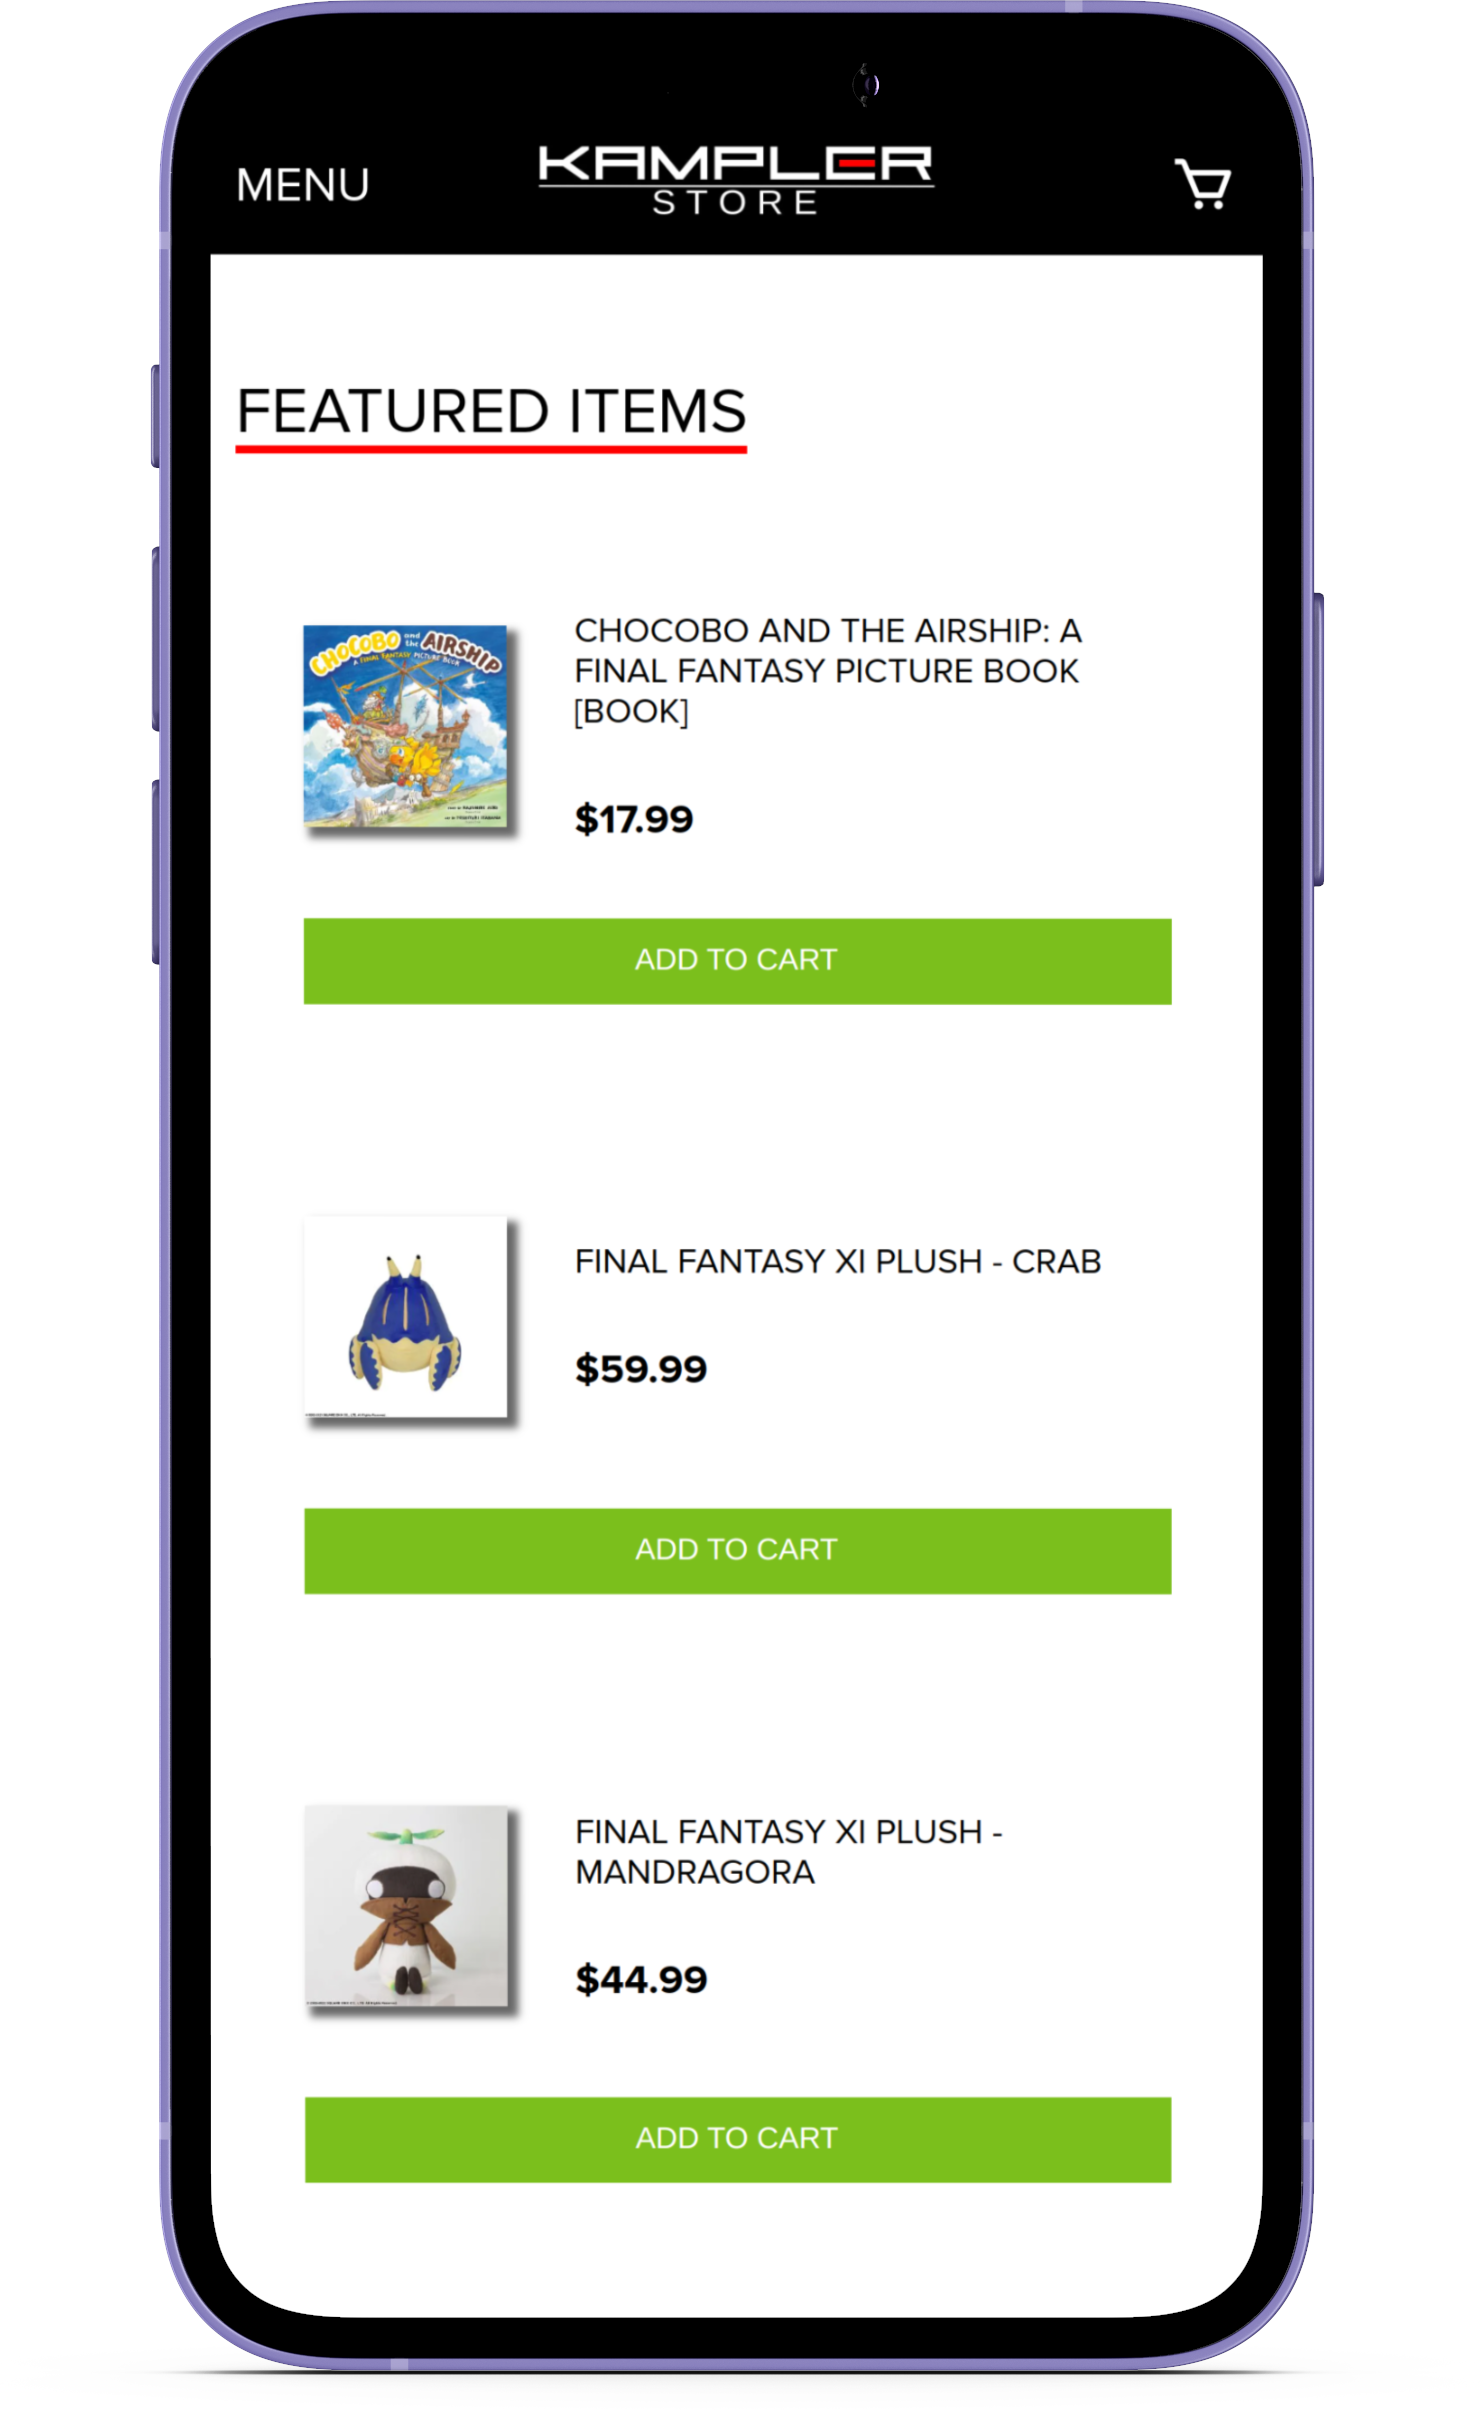 MENU
KAMPLER
STORE
FEATURED ITEMS
CHOCOBO and the AIRSHIP
A FINAL FANTASY PICTURE BOOK
CHOCOBO AND THE AIRSHIP: A
FINAL FANTASY PICTURE BOOK
[BOOK]
$17.99
ADD TO CART
FINAL FANTASY XI PLUSH - CRAB
$59.99
ADD TO CART
FINAL FANTASY XI PLUSH -
MANDRAGORA
$44.99
ADD TO CART